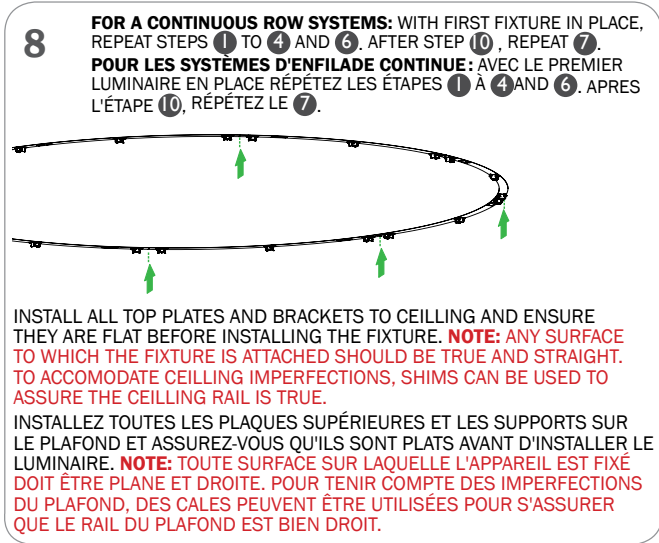 8
FOR A CONTINUOUS ROW SYSTEMS: WITH FIRST FIXTURE IN PLACE,
REPEAT STEPS 1 TO 4 AND 6. AFTER STEP 10 , REPEAT 7.
POUR LES SYSTÈMES D'ENFILADE CONTINUE: AVEC LE PREMIER
LUMINAIRE EN PLACE RÉPÉTEZ LES ÉTAPES 1 À 4 AND 6. APRES
L'ÉTAPE 10, RÉPÉTEZ LE 7.
INSTALL ALL TOP PLATES AND BRACKETS TO CEILLING AND ENSURE
THEY ARE FLAT BEFORE INSTALLING THE FIXTURE. NOTE: ANY SURFACE
TO WHICH THE FIXTURE IS ATTACHED SHOULD BE TRUE AND STRAIGHT.
TO ACCOMODATE CEILLING IMPERFECTIONS, SHIMS CAN BE USED TO
ASSURE THE CEILLING RAIL IS TRUE.
INSTALLEZ TOUTES LES PLAQUES SUPÉRIEURES ET LES SUPPORTS SUR
LE PLAFOND ET ASSUREZ-VOUS QU'ILS SONT PLATS AVANT D'INSTALLER LE
LUMINAIRE. NOTE: TOUTE SURFACE SUR LAQUELLE L'APPAREIL EST FIXÉ
DOIT ÊTRE PLANE ET DROITE. POUR TENIR COMPTE DES IMPERFECTIONS
DU PLAFOND, DES CALES PEUVENT ÊTRE UTILISÉES POUR S'ASSURER
QUE LE RAIL DU PLAFOND EST BIEN DROIT.